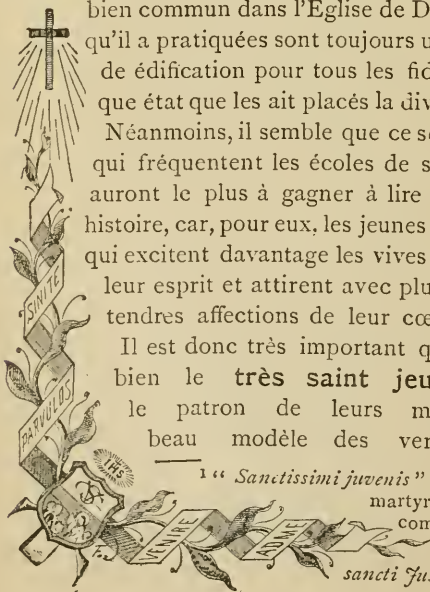 bien commun dans l'Église de D
qu'il a pratiquées sont toujours u
de édification pour tous les fid
que état que les ait placés la div
Néanmoins, il semble que ce s
qui fréquentent les écoles de s
auront le plus à gagner à lire
histoire, car, pour eux, les jeunes
qui excitent davantage les vives
leur esprit et attirent avec plu
tendres affections de leur cœ
Il est donc très important q
bien le très saint jeu
le patron de leurs m
beau modèle des ver
1 “ Sanctissimi juvenis ”
martyr
com
sancti Jus
SINITE
PARVULOS
IHS
VENIRE
AD ME